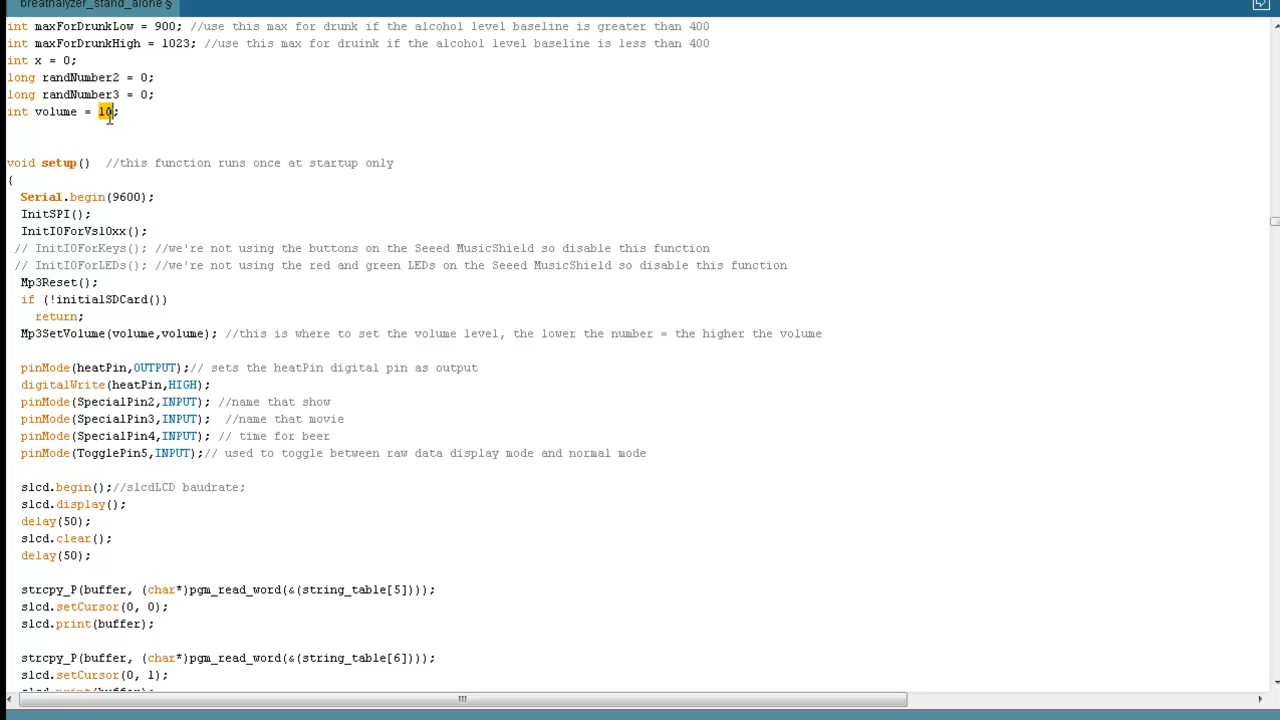 breathalyzer_stand_alone §
int maxForDrunkLow = 900; //use this max for drunk if the alcohol level baseline is greater than 400
int maxForDrunkHigh = 1023; //use this max for druink if the alcohol level baseline is less than 400
int x = 0;
long randNumber2 = 0;
long randNumber3 = 0;
int volume = 10;
void setup()  //this function runs once at startup only
{
Serial.begin(9600);
InitSPI();
InitIOForVs10xx();
// InitIOForKeys(); //we're not using the buttons on the Seeed MusicShield so disable this function
// InitIOForLEDs(); //we're not using the red and green LEDs on the Seeed MusicShield so disable this function
Mp3Reset();
if (!initialSDCard())
return;
Mp3SetVolume(volume,volume); //this is where to set the volume level, the lower the number = the higher the volume
pinMode(heatPin,OUTPUT);// sets the heatPin digital pin as output
digitalWrite(heatPin,HIGH);
pinMode(SpecialPin2,INPUT); //name that show
pinMode(SpecialPin3,INPUT);  //name that movie
pinMode(SpecialPin4,INPUT); // time for beer
pinMode(TogglePin5,INPUT);// used to toggle between raw data display mode and normal mode
slcd.begin();//slcdLCD baudrate;
slcd.display();
delay(50);
slcd.clear();
delay(50);
strcpy_P(buffer, (char*)pgm_read_word(&(string_table[5])));
slcd.setCursor(0, 0);
slcd.print(buffer);
strcpy_P(buffer, (char*)pgm_read_word(&(string_table[6])));
slcd.setCursor(0, 1);
slcd.print(buffer);